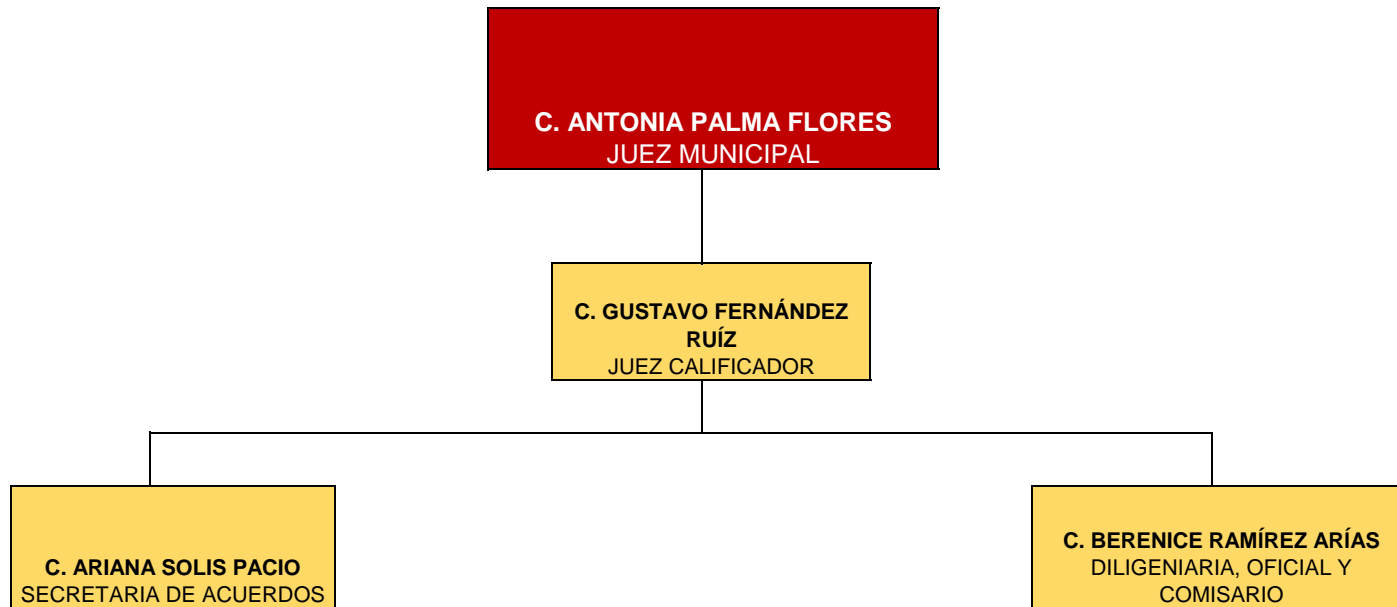 C. ANTONIA PALMA FLORES
JUEZ MUNICIPAL
C. GUSTAVO FERNÁNDEZ
RUÍZ
JUEZ CALIFICADOR
C. ARIANA SOLIS PACIO
SECRETARIA DE ACUERDOS
C. BERENICE RAMÍREZ ARÍAS
DILIGENIARIA, OFICIAL Y
COMISARIO